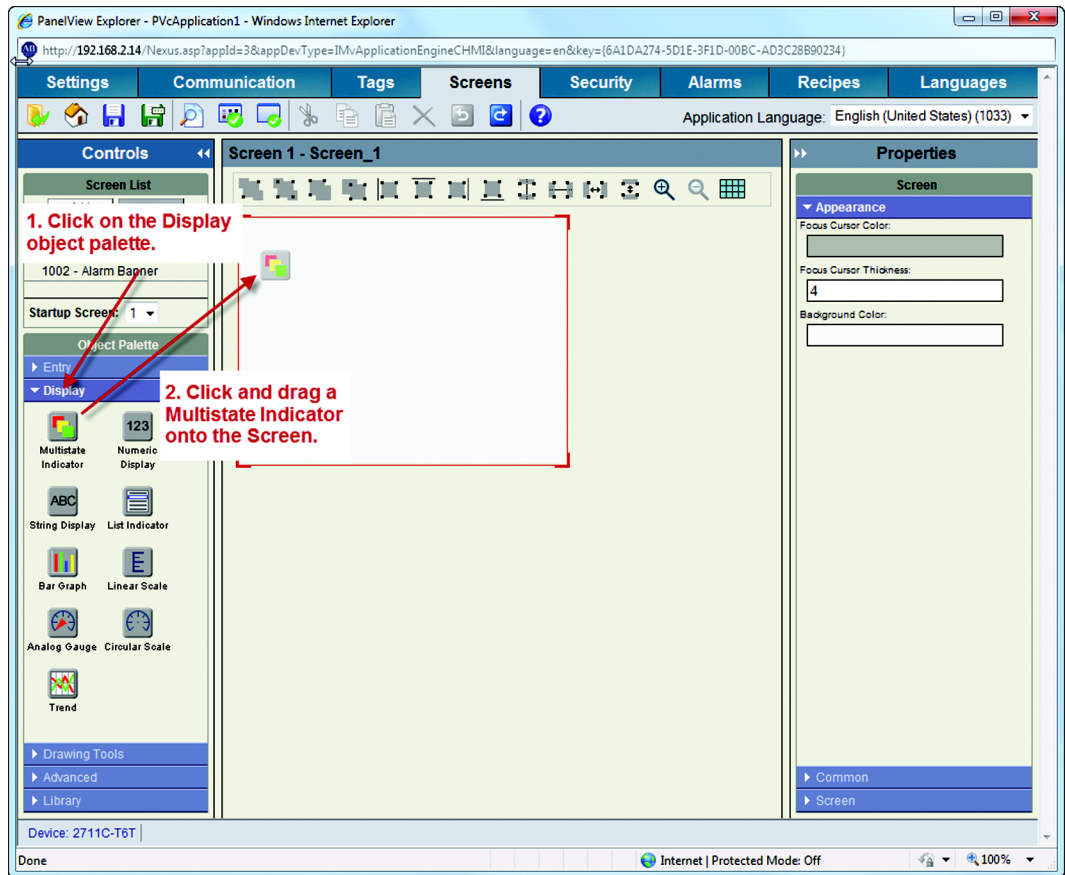 PanelView Explorer - PVcApplication1 - Windows Internet Explorer
http://192.168.2.14/Nexus.asp?appId=3&appDevType=IMvApplicationEngineCHMI&language=en&key={6A1DA274-5D1E-3F1D-00BC-AD3C28B90234}
Settings Communication Tags Screens Security Alarms Recipes Languages
Application Language: English (United States) (1033)
Controls
Screen List
1. Click on the Display
object palette.
1002 - Alarm Banner
Startup Screen: 1
Object Palette
Entry
Display
Multistate
Indicator
123
Numeric
Display
ABC
String Display
List Indicator
Bar Graph
Linear Scale
Analog Gauge
Circular Scale
Trend
Drawing Tools
Advanced
Library
Screen 1 - Screen_1
2. Click and drag a
Multistate Indicator
onto the Screen.
Properties
Screen
Appearance
Focus Cursor Color:
Focus Cursor Thickness:
4
Background Color:
Common
Screen
Device: 2711C-T6T
Done
Internet | Protected Mode: Off
100%